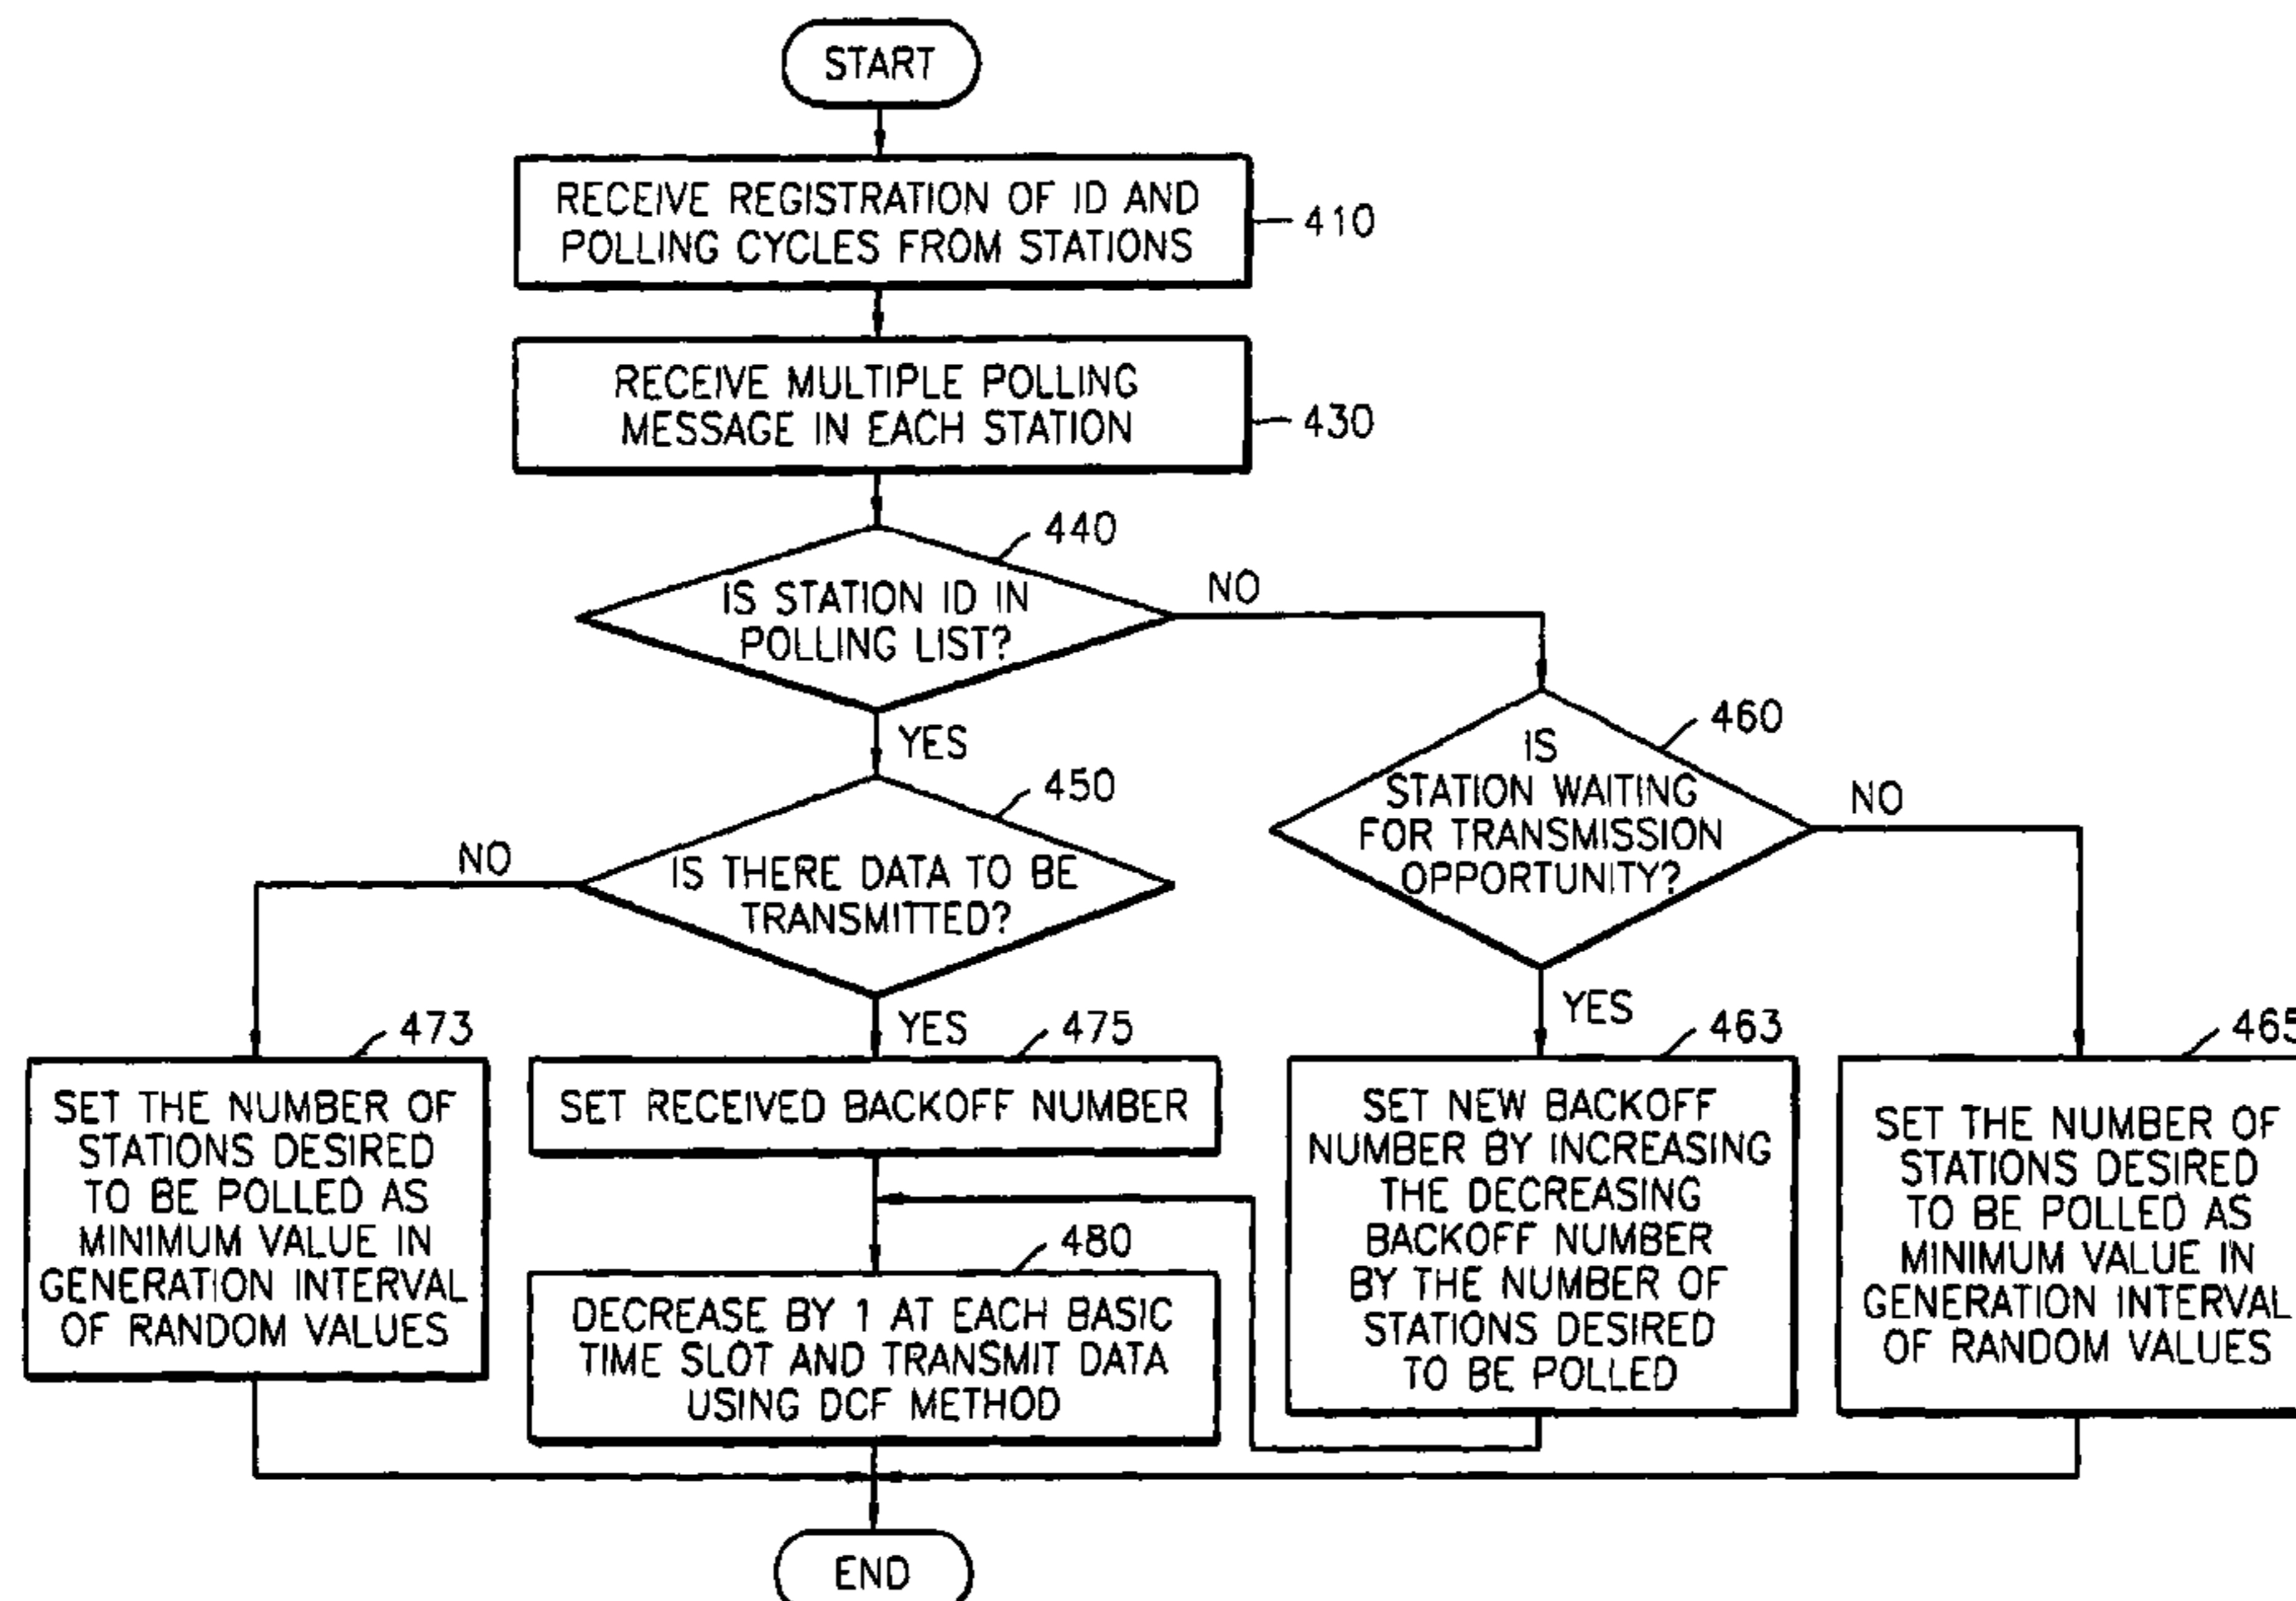 START
RECEIVE REGISTRATION OF ID AND
POLLING CYCLES FROM STATIONS
410
RECEIVE MULTIPLE POLLING
MESSAGE IN EACH STATION
430
440
IS STATION ID IN
POLLING LIST?
NO
YES
460
IS
STATION WAITING
FOR TRANSMISSION
OPPORTUNITY?
NO
YES
450
IS THERE DATA TO BE
TRANSMITTED?
NO
YES
473
SET THE NUMBER OF
STATIONS DESIRED
TO BE POLLED AS
MINIMUM VALUE IN
GENERATION INTERVAL
OF RANDOM VALUES
475
SET RECEIVED BACKOFF NUMBER
480
DECREASE BY 1 AT EACH BASIC
TIME SLOT AND TRANSMIT DATA
USING DCF METHOD
463
SET NEW BACKOFF
NUMBER BY INCREASING
THE DECREASING
BACKOFF NUMBER
BY THE NUMBER OF
STATIONS DESIRED
TO BE POLLED
465
SET THE NUMBER OF
STATIONS DESIRED
TO BE POLLED AS
MINIMUM VALUE IN
GENERATION INTERVAL
OF RANDOM VALUES
END